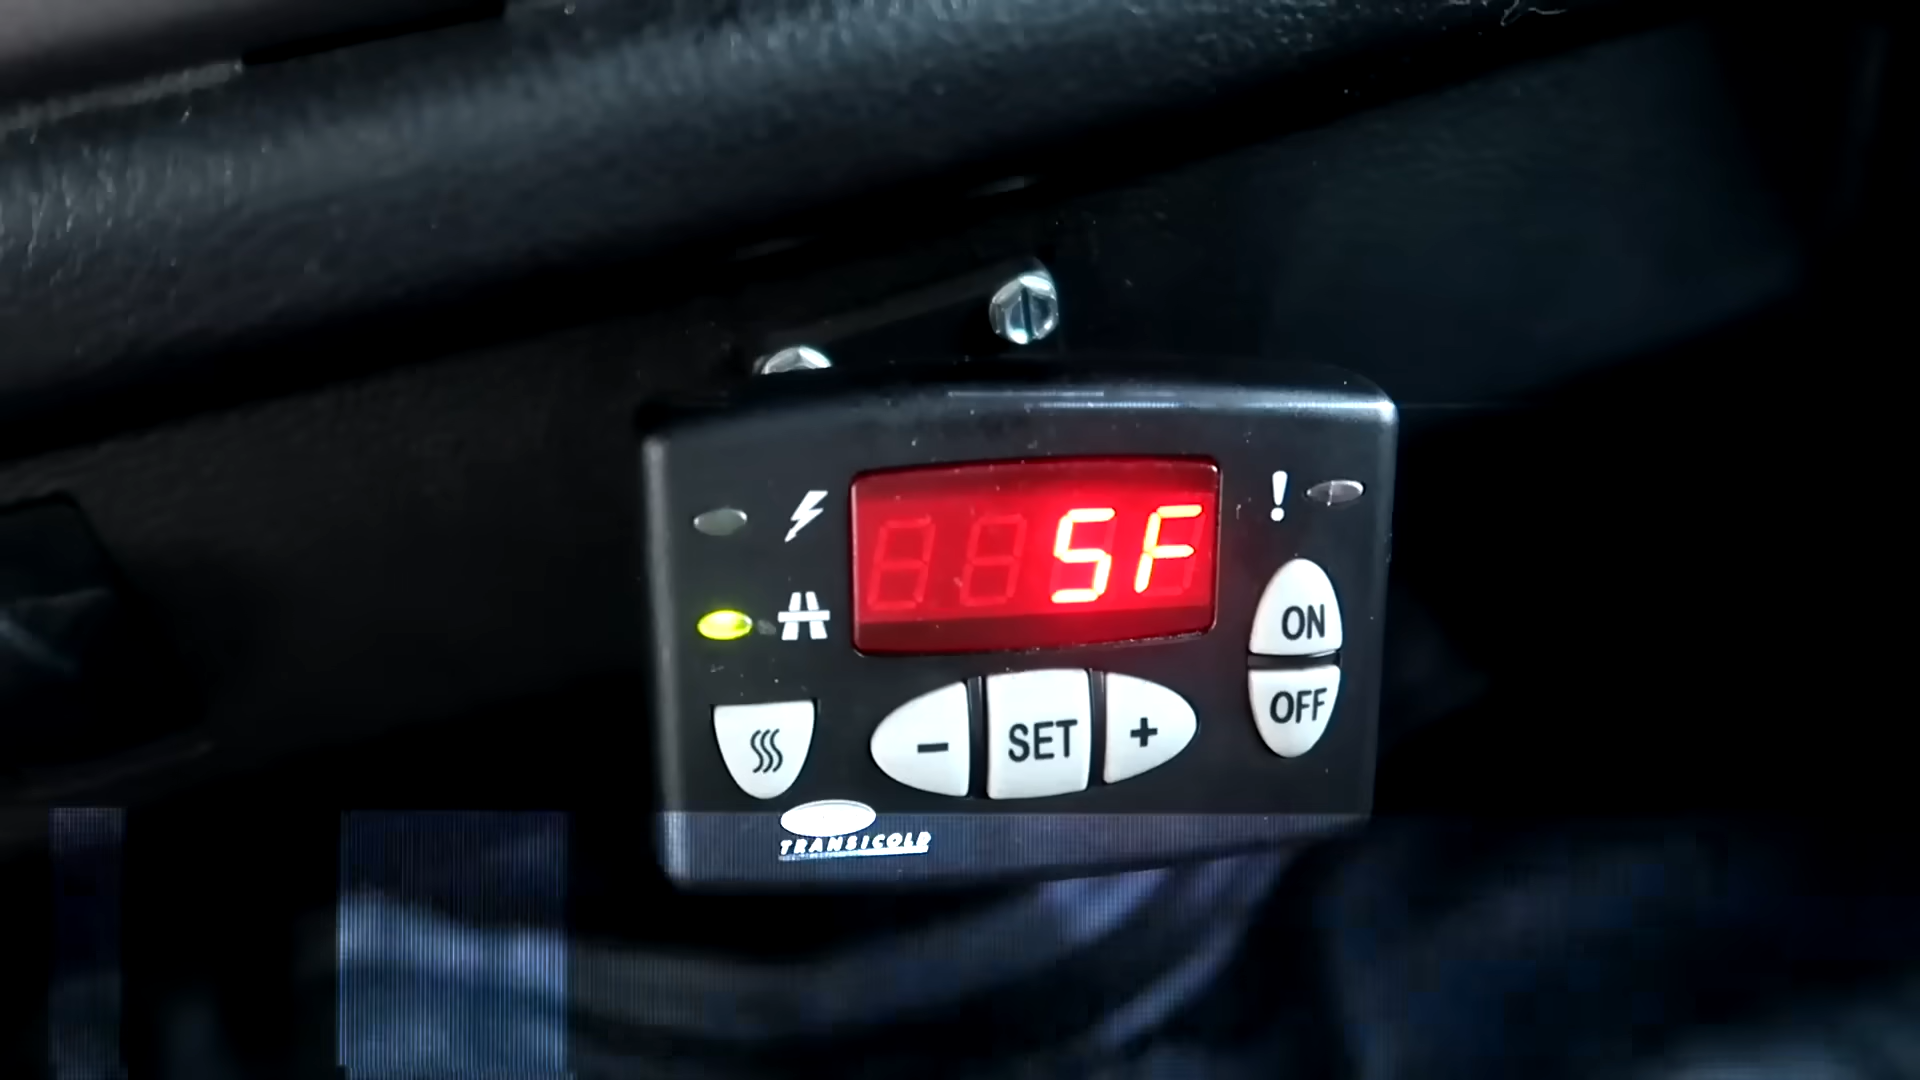 !
SF
ON
OFF
- SET +
TRANSICOLD